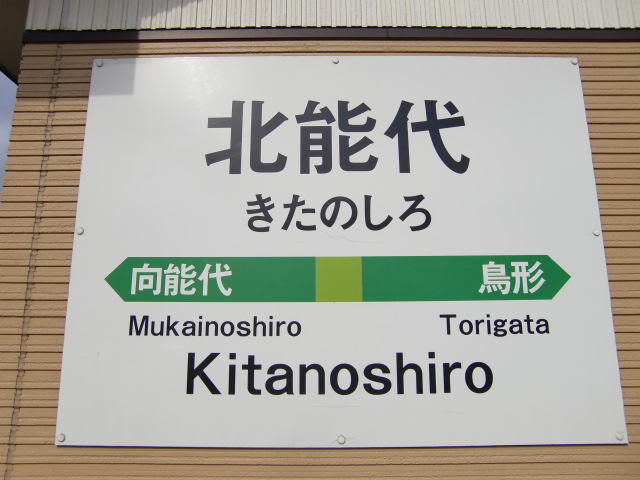 北能代
きたのしろ
向能代 鳥形
Mukainoshiro Torigata
Kitanoshiro